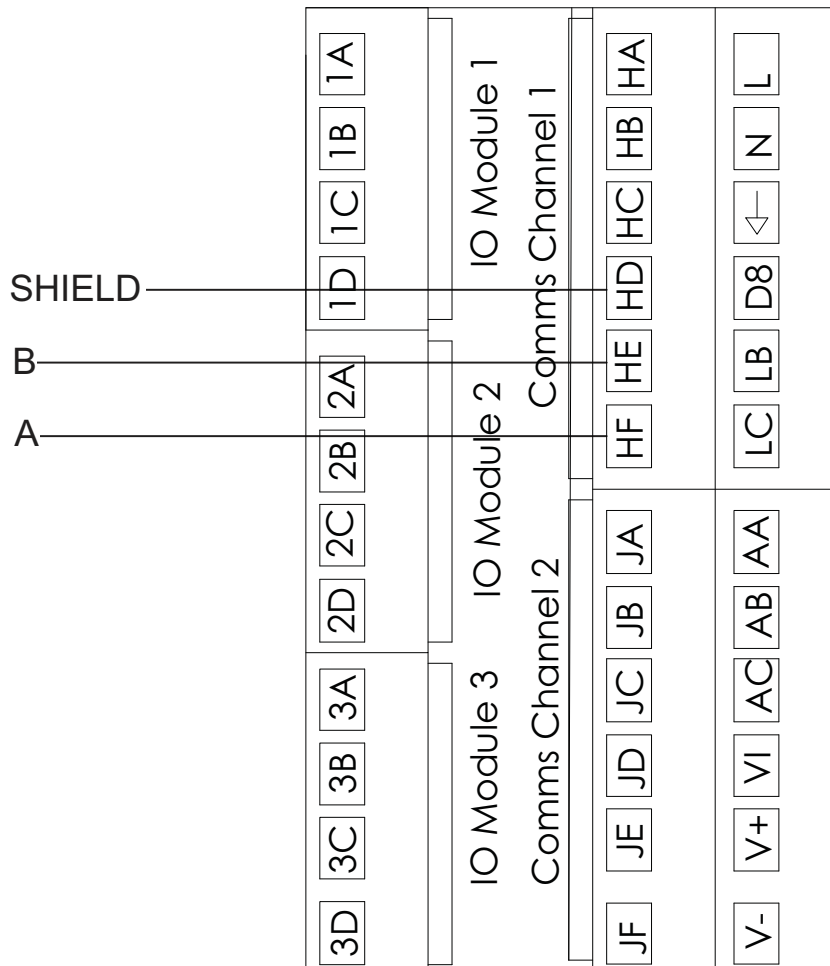 SHIELD
B
A
1A
1B
1C
1D
2A
2B
2C
2D
3A
3B
3C
3D
IO Module 1
IO Module 2
IO Module 3
Comms Channel 1
Comms Channel 2
HA
HB
HC
HD
HE
HF
JA
JB
JC
JD
JE
JF
L
N
D8
LB
LC
AA
AB
AC
VI
V+
V-